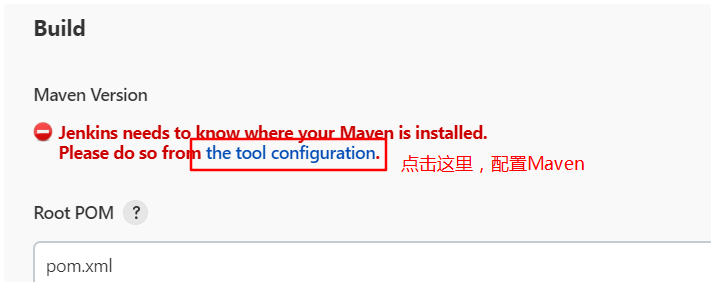 Build
Maven Version
Jenkins needs to know where your Maven is installed.
Please do so from the tool configuration.
点击这里，配置Maven
Root POM ?
pom.xml